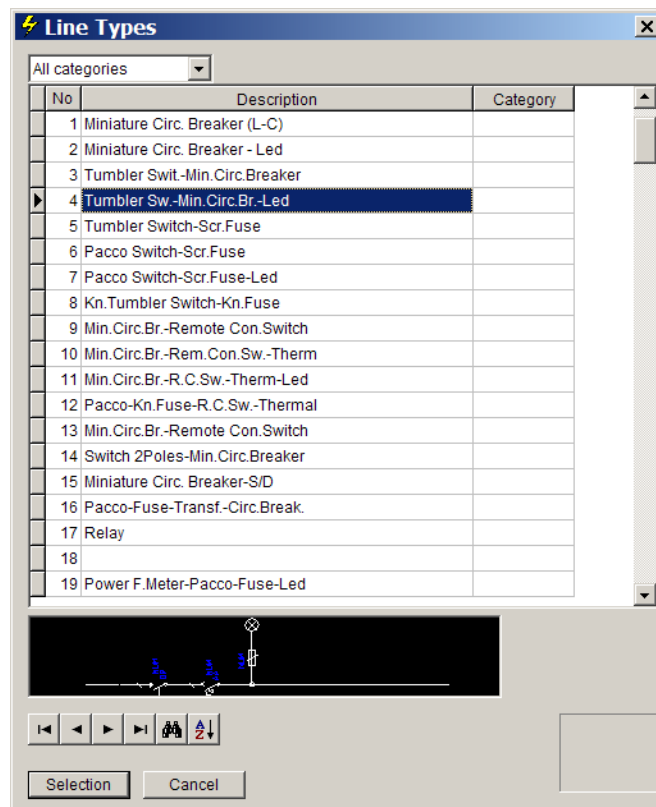 Line Types
All categories
No Description Category
1 Miniature Circ. Breaker (L-C)
2 Miniature Circ. Breaker - Led
3 Tumbler Swit.-Min.Circ.Breaker
4 Tumbler Sw.-Min.Circ.Br.-Led
5 Tumbler Switch-Scr.Fuse
6 Pacco Switch-Scr.Fuse
7 Pacco Switch-Scr.Fuse-Led
8 Kn.Tumbler Switch-Kn.Fuse
9 Min.Circ.Br.-Remote Con.Switch
10 Min.Circ.Br.-Rem.Con.Sw.-Therm
11 Min.Circ.Br.-R.C.Sw.-Therm-Led
12 Pacco-Kn.Fuse-R.C.Sw.-Thermal
13 Min.Circ.Br.-Remote Con.Switch
14 Switch 2Poles-Min.Circ.Breaker
15 Miniature Circ. Breaker-S/D
16 Pacco-Fuse-Transf.-Circ.Break.
17 Relay
18
19 Power F.Meter-Pacco-Fuse-Led
A
Z
Selection Cancel